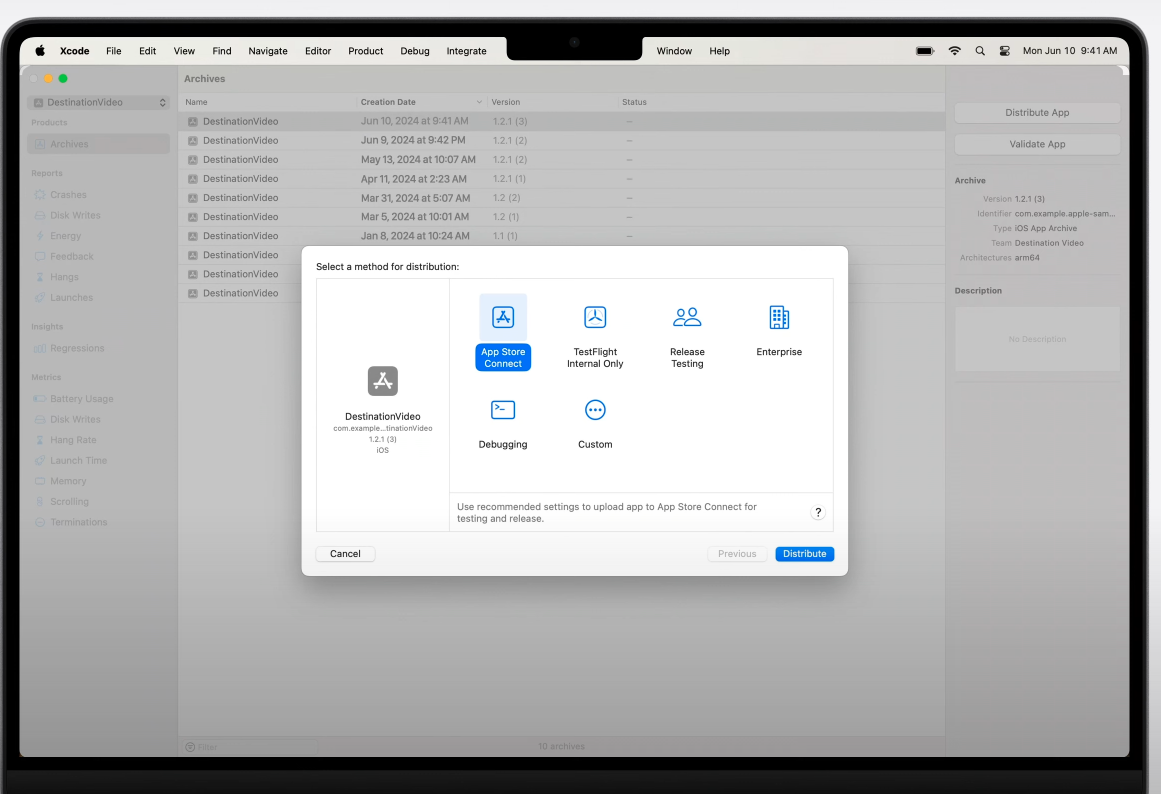 Xcode File Edit View Find Navigate Editor Product Debug Integrate Window Help Mon Jun 10 9:41 AM
Archives
DestinationVideo
Products
Archives
Reports
Crashes
Disk Writes
Energy
Feedback
Hangs
Launches
Insights
Regressions
Metrics
Battery Usage
Disk Writes
Hang Rate
Launch Time
Memory
Scrolling
Terminations
Name Creation Date Version Status
DestinationVideo Jun 10, 2024 at 9:41 AM 1.2.1 (3) –
DestinationVideo Jun 9, 2024 at 9:42 PM 1.2.1 (2) –
DestinationVideo May 13, 2024 at 10:07 AM 1.2.1 (2) –
DestinationVideo Apr 11, 2024 at 2:23 AM 1.2.1 (1) –
DestinationVideo Mar 31, 2024 at 5:07 AM 1.2 (2) –
DestinationVideo Mar 5, 2024 at 10:01 AM 1.2 (1) –
DestinationVideo Jan 8, 2024 at 10:24 AM 1.1 (1) –
DestinationVideo
DestinationVideo
DestinationVideo
Select a method for distribution:
DestinationVideo
com.example...tinationVideo
1.2.1 (3)
iOS
App Store
Connect
TestFlight
Internal Only
Release
Testing
Enterprise
Debugging
Custom
Use recommended settings to upload app to App Store Connect for
testing and release.
?
Cancel Previous Distribute
Filter
10 archives
Distribute App
Validate App
Archive
Version 1.2.1 (3)
Identifier com.example.apple-sam...
Type iOS App Archive
Team Destination Video
Architectures arm64
Description
No Description